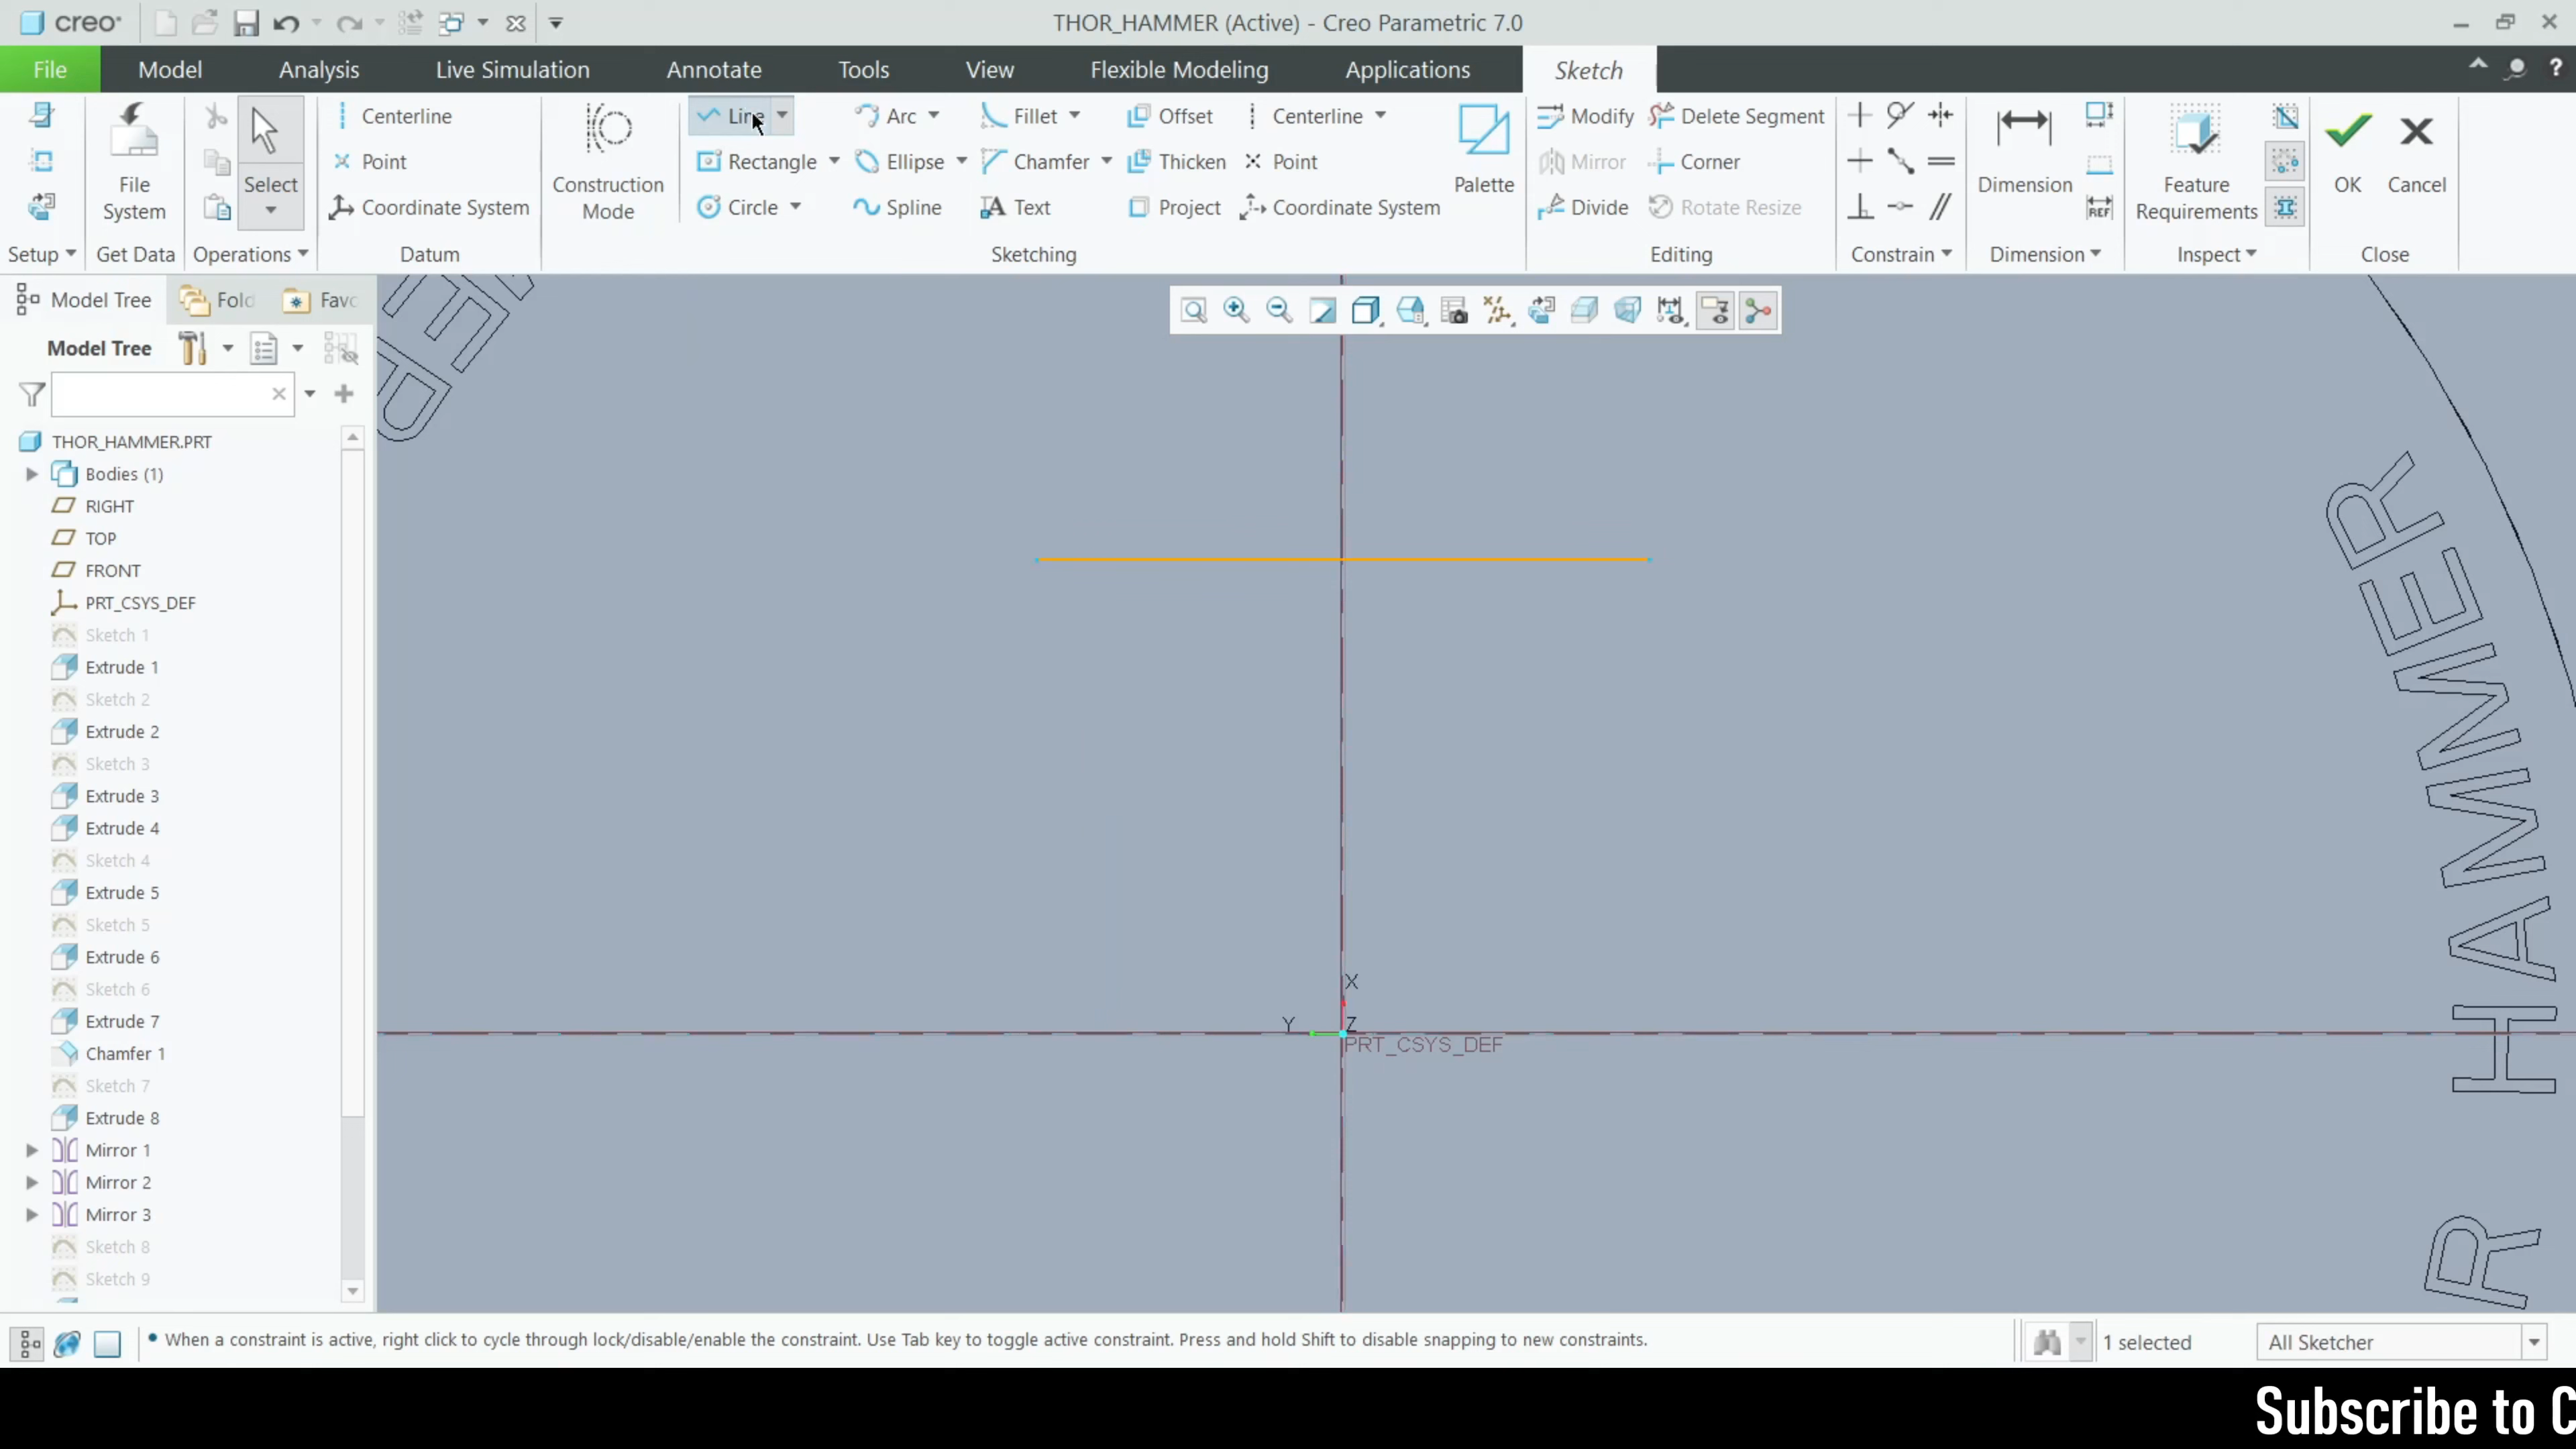 creo
THOR_HAMMER (Active) - Creo Parametric 7.0
File Model Analysis Live Simulation Annotate Tools View Flexible Modeling Applications Sketch ?
Centerline
Line
Arc
Fillet
Offset
Centerline
Modify
Delete Segment
Point
Rectangle
Ellipse
Chamfer
Thicken
Point
Mirror
Corner
File System
Select
Construction Mode
Palette
Dimension
Feature Requirements
OK
Cancel
Coordinate System
Circle
Spline
Text
Project
Coordinate System
Divide
Rotate Resize
REF
Setup
Get Data
Operations
Datum
Sketching
Editing
Constrain
Dimension
Inspect
Close
Model Tree
Fold
Favc
Model Tree
THOR_HAMMER.PRT
Bodies (1)
RIGHT
TOP
FRONT
PRT_CSYS_DEF
Sketch 1
Extrude 1
Sketch 2
Extrude 2
Sketch 3
Extrude 3
Extrude 4
Sketch 4
Extrude 5
Sketch 5
Extrude 6
Sketch 6
Extrude 7
Chamfer 1
Sketch 7
Extrude 8
Mirror 1
Mirror 2
Mirror 3
Sketch 8
Sketch 9
HAMMER
R
X
Y
Z
PRT_CSYS_DEF
When a constraint is active, right click to cycle through lock/disable/enable the constraint. Use Tab key to toggle active constraint. Press and hold Shift to disable snapping to new constraints.
1 selected
All Sketcher
Subscribe to C